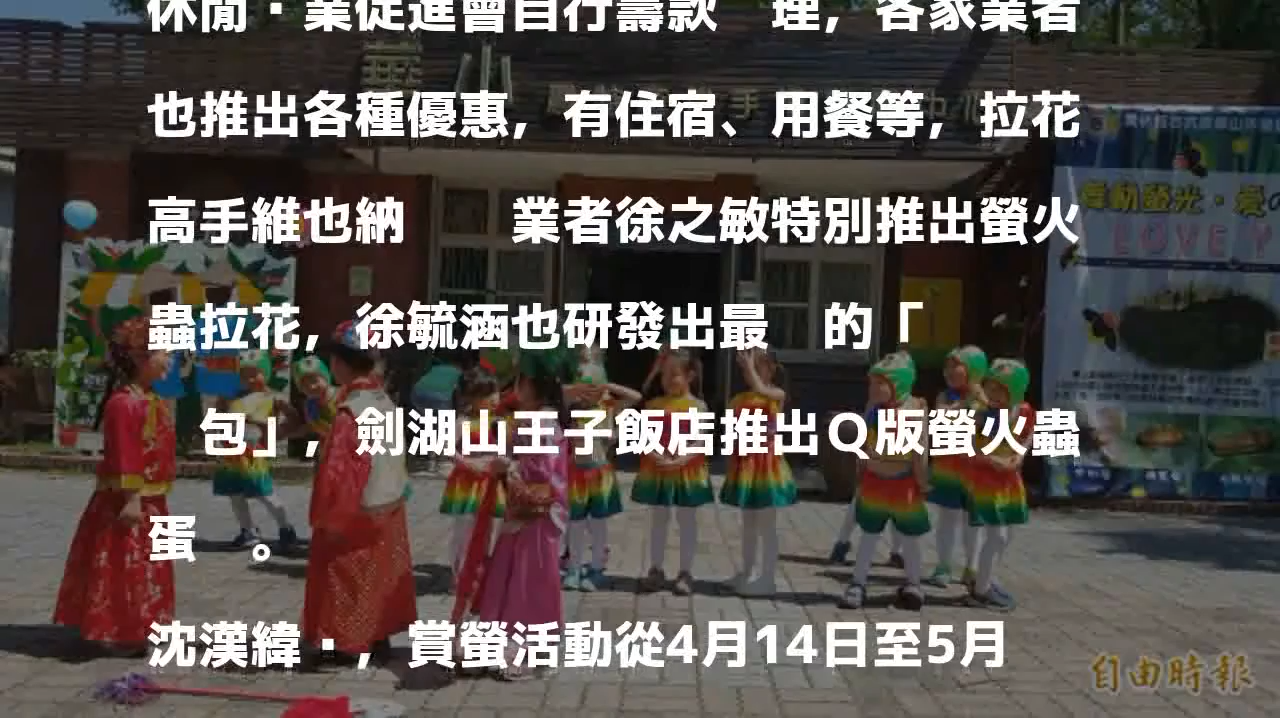 休閒·業促進會自行籌款　理，各家業者
也推出各種優惠，有住宿、用餐等，拉花
高手維也納　　業者徐之敏特別推出螢火
蟲拉花，徐毓涵也研發出最　的「
　包」，劍湖山王子飯店推出Q版螢火蟲
蛋　。
沈漢緯·，賞螢活動從4月14日至5月
LOVE Y
自由時報